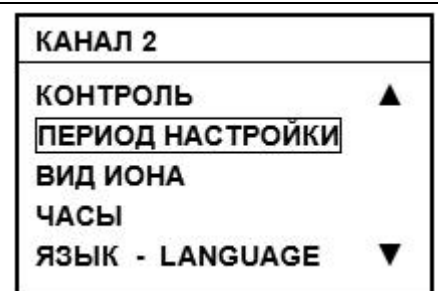 КАНАЛ 2
КОНТРОЛЬ ▲
ПЕРИОД НАСТРОЙКИ
ВИД ИОНА
ЧАСЫ
ЯЗЫК - LANGUAGE ▼